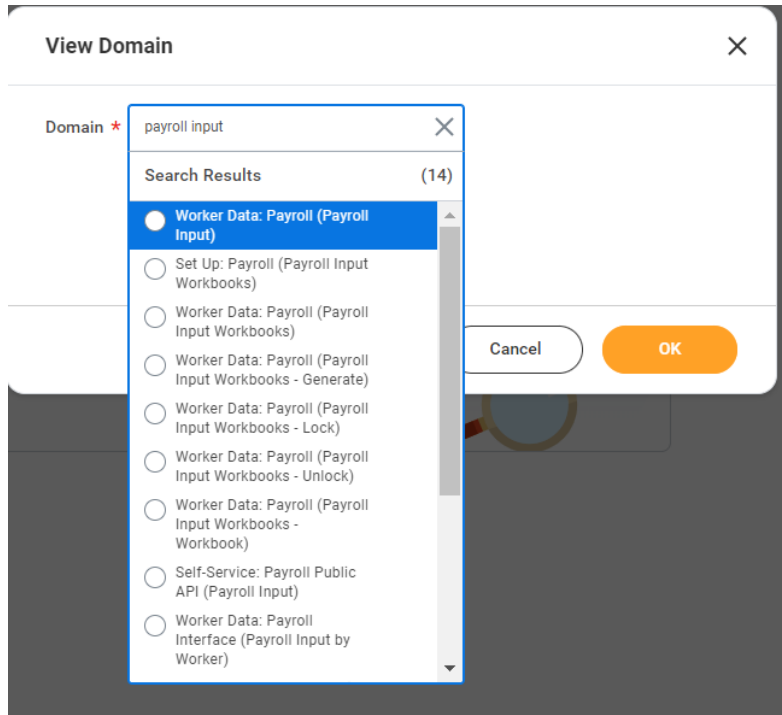 View Domain
Domain *
payroll input
Search Results (14)
Worker Data: Payroll (Payroll
Input)
Set Up: Payroll (Payroll Input
Workbooks)
Worker Data: Payroll (Payroll
Input Workbooks)
Worker Data: Payroll (Payroll
Input Workbooks - Generate)
Worker Data: Payroll (Payroll
Input Workbooks - Lock)
Worker Data: Payroll (Payroll
Input Workbooks - Unlock)
Worker Data: Payroll (Payroll
Input Workbooks -
Workbook)
Self-Service: Payroll Public
API (Payroll Input)
Worker Data: Payroll
Interface (Payroll Input by
Worker)
Cancel
OK